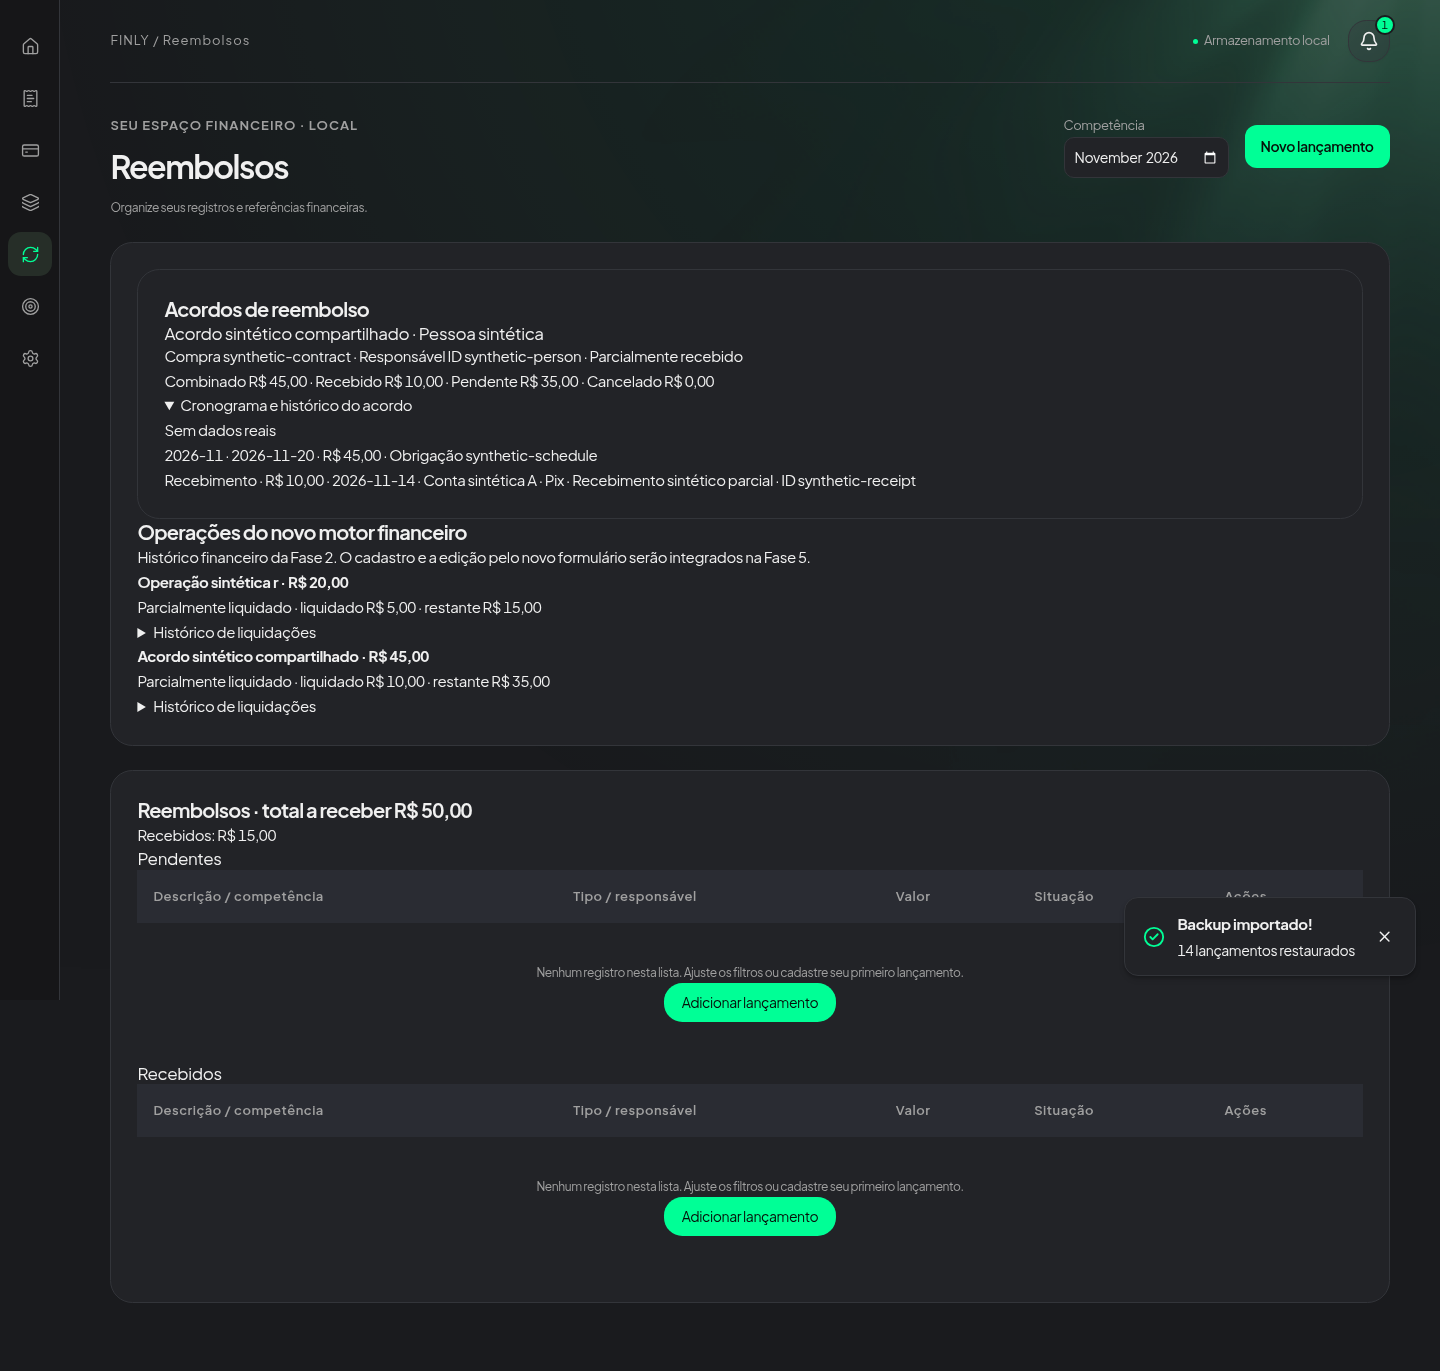 FINLY / Reembolsos
Armazenamento local
1
SEU ESPAÇO FINANCEIRO · LOCAL
Reembolsos
Organize seus registros e referências financeiras.
Competência
November 2026
Novo lançamento
Acordos de reembolso
Acordo sintético compartilhado · Pessoa sintética
Compra synthetic-contract · Responsável ID synthetic-person · Parcialmente recebido
Combinado R$ 45,00 · Recebido R$ 10,00 · Pendente R$ 35,00 · Cancelado R$ 0,00
▼ Cronograma e histórico do acordo
Sem dados reais
2026-11 · 2026-11-20 · R$ 45,00 · Obrigação synthetic-schedule
Recebimento · R$ 10,00 · 2026-11-14 · Conta sintética A · Pix · Recebimento sintético parcial · ID synthetic-receipt
Operações do novo motor financeiro
Histórico financeiro da Fase 2. O cadastro e a edição pelo novo formulário serão integrados na Fase 5.
Operação sintética r · R$ 20,00
Parcialmente liquidado · liquidado R$ 5,00 · restante R$ 15,00
▶ Histórico de liquidações
Acordo sintético compartilhado · R$ 45,00
Parcialmente liquidado · liquidado R$ 10,00 · restante R$ 35,00
▶ Histórico de liquidações
Reembolsos · total a receber R$ 50,00
Recebidos: R$ 15,00
Pendentes
Descrição / competência Tipo / responsável Valor Situação Ações
Backup importado!
14 lançamentos restaurados
Nenhum registro nesta lista. Ajuste os filtros ou cadastre seu primeiro lançamento.
Adicionar lançamento
Recebidos
Descrição / competência Tipo / responsável Valor Situação Ações
Nenhum registro nesta lista. Ajuste os filtros ou cadastre seu primeiro lançamento.
Adicionar lançamento